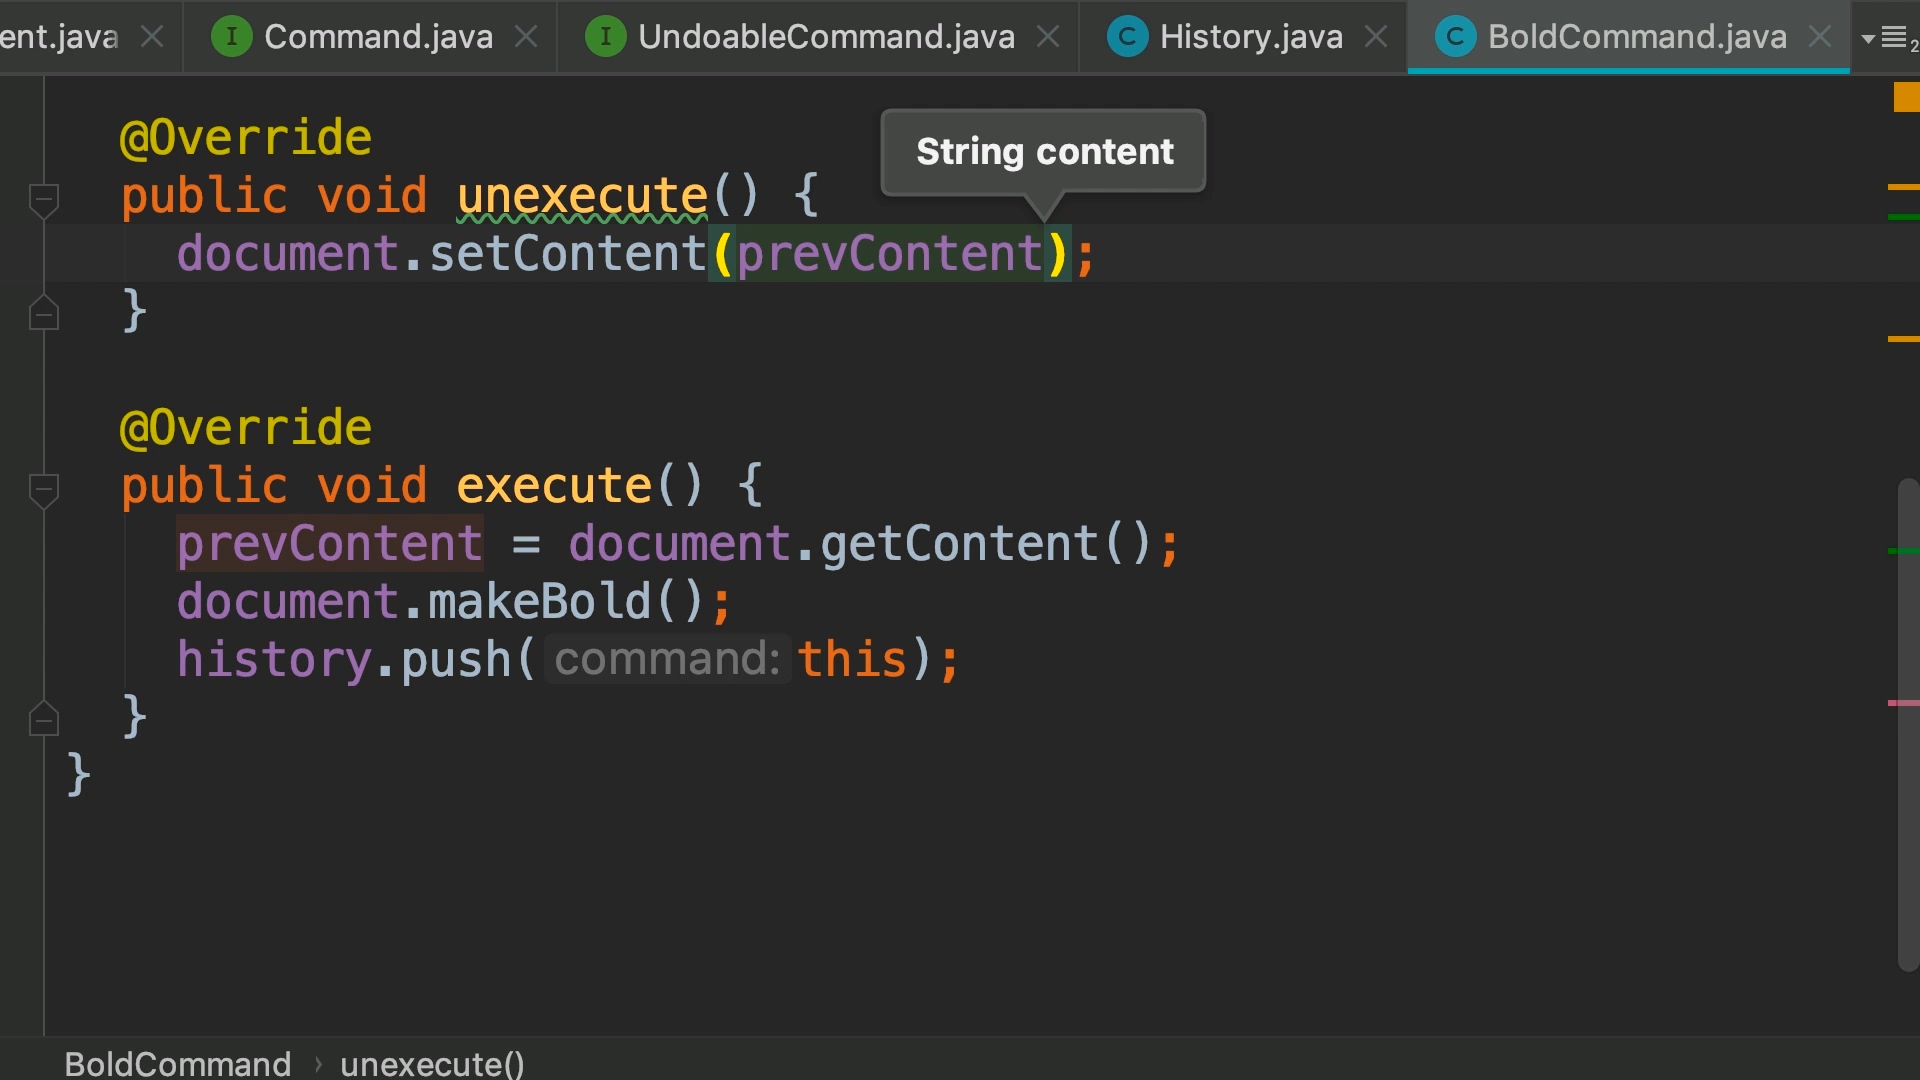 ent.java Command.java UndoableCommand.java History.java BoldCommand.java 2
@Override
String content
public void unexecute() {
document.setContent(prevContent);
}
@Override
public void execute() {
prevContent = document.getContent();
document.makeBold();
history.push( command: this);
}
}
BoldCommand › unexecute()